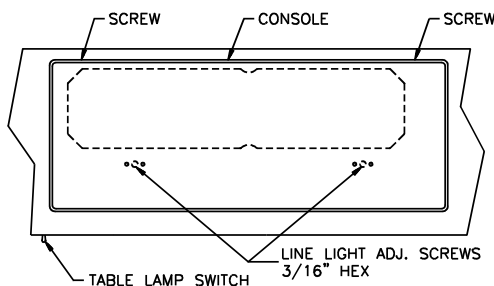 SCREW
CONSOLE
SCREW
LINE LIGHT ADJ. SCREWS
3/16" HEX
TABLE LAMP SWITCH